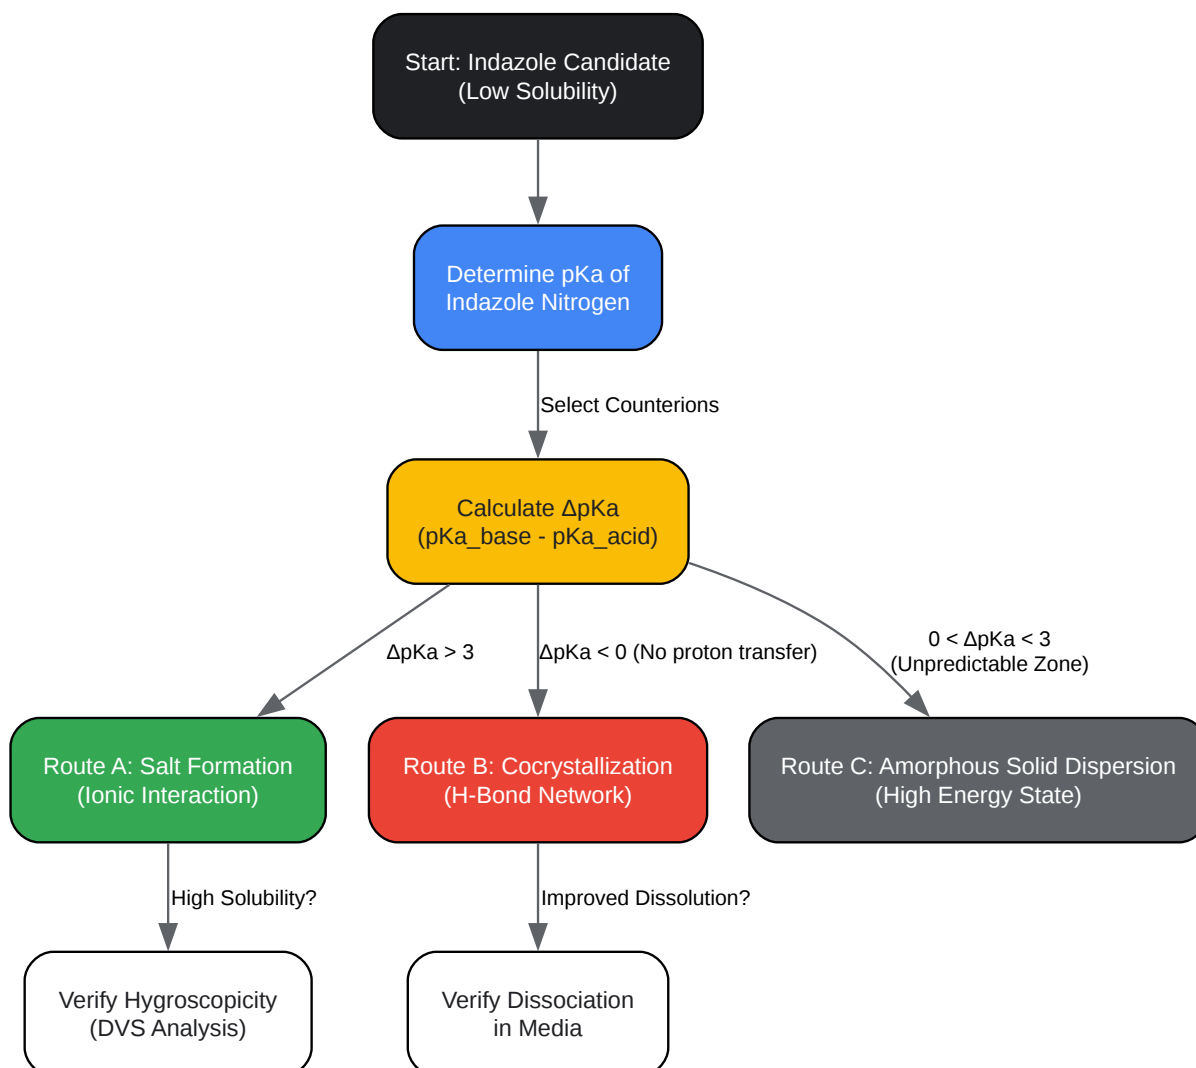 Start: Indazole Candidate
(Low Solubility)
Determine pKa of
Indazole Nitrogen
Select Counterions
Calculate ΔpKa
(pKa_base - pKa_acid)
ΔpKa > 3
ΔpKa < 0 (No proton transfer)
0 < ΔpKa < 3
(Unpredictable Zone)
Route A: Salt Formation
(Ionic Interaction)
Route B: Cocrystallization
(H-Bond Network)
Route C: Amorphous Solid Dispersion
(High Energy State)
High Solubility?
Improved Dissolution?
Verify Hygroscopicity
(DVS Analysis)
Verify Dissociation
in Media